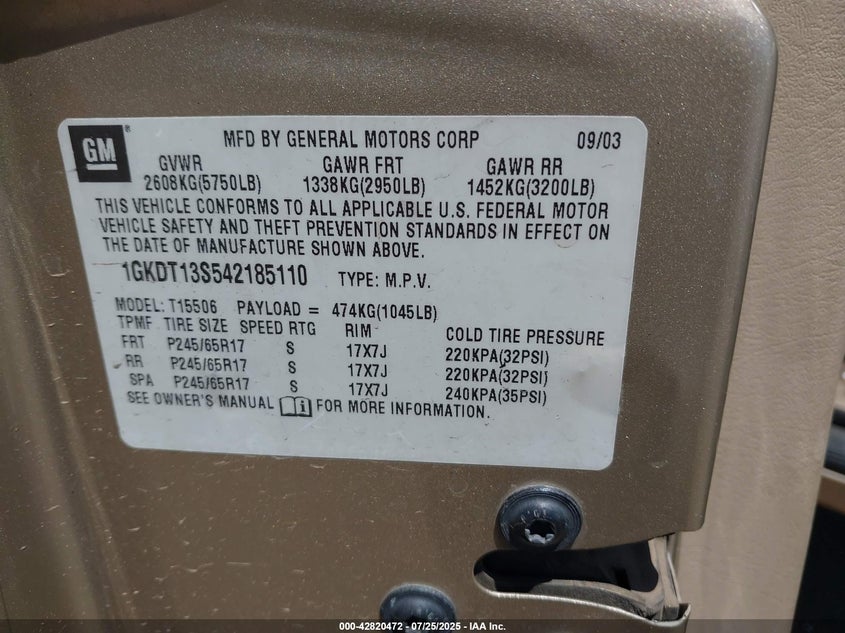 GM
®
MFD BY GENERAL MOTORS CORP 09/03
GVWR GAWR FRT GAWR RR
2608KG(5750LB) 1338KG(2950LB) 1452KG(3200LB)
THIS VEHICLE CONFORMS TO ALL APPLICABLE U.S. FEDERAL MOTOR
VEHICLE SAFETY AND THEFT PREVENTION STANDARDS IN EFFECT ON
THE DATE OF MANUFACTURE SHOWN ABOVE.
1GKDT13S542185110 TYPE: M.P.V.
MODEL: T15506 PAYLOAD = 474KG(1045LB)
TPMF TIRE SIZE SPEED RTG RIM COLD TIRE PRESSURE
FRT P245/65R17 S 17X7J 220KPA(32PSI)
RR P245/65R17 S 17X7J 220KPA(32PSI)
SPA P245/65R17 S 17X7J 240KPA(35PSI)
SEE OWNER'S MANUAL i FOR MORE INFORMATION.
000-42820472 - 07/25/2025 - IAA Inc.